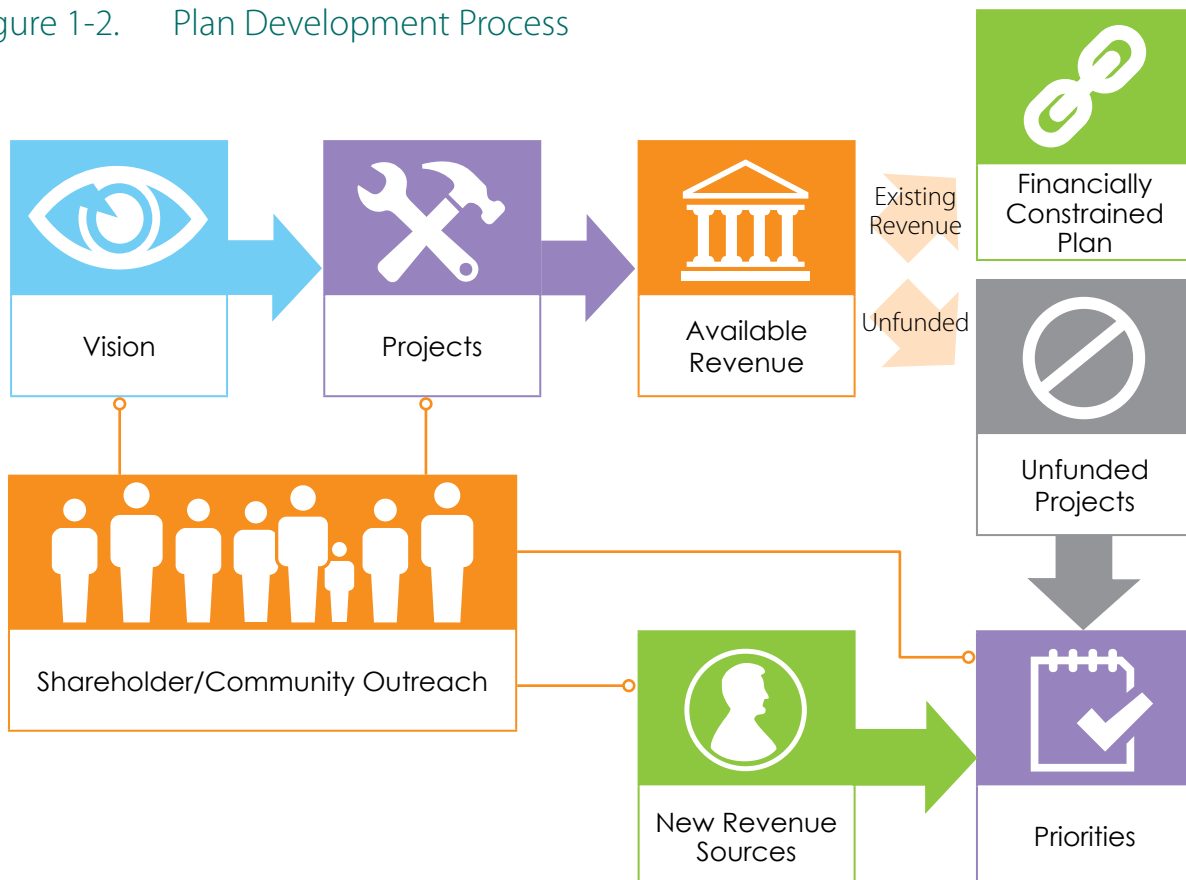 gure 1-2. Plan Development Process
Vision
Projects
Available
Revenue
Existing
Revenue
Unfunded
Financially
Constrained
Plan
Unfunded
Projects
Shareholder/Community Outreach
New Revenue
Sources
Priorities